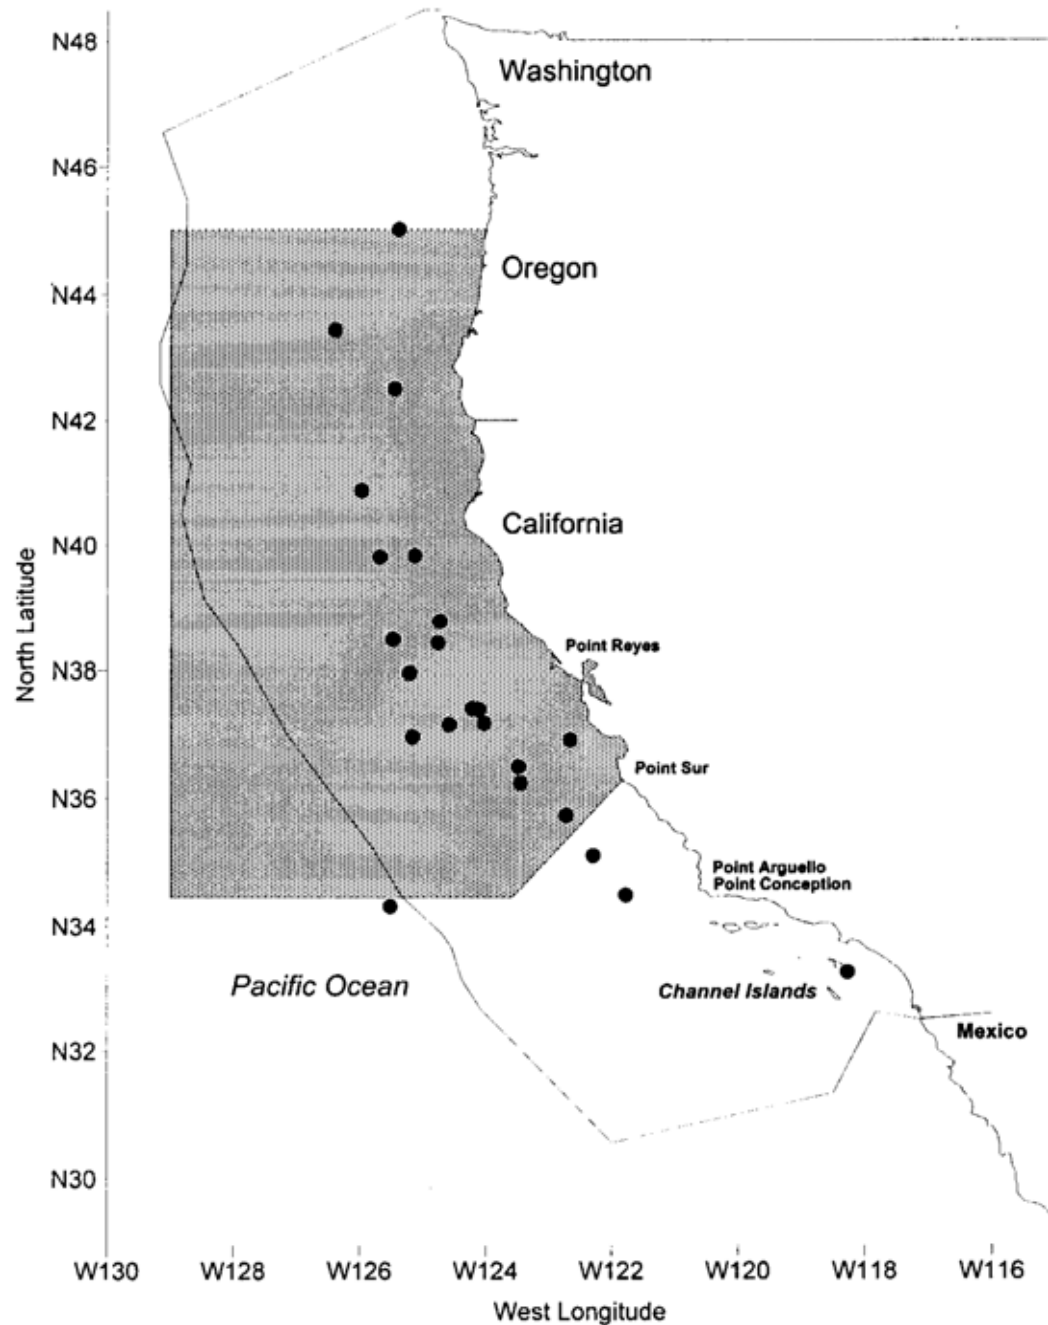 N48
Washington
N46
Oregon
N44
N42
California
N40
North Latitude
Point Reyes
N38
Point Sur
N36
Point Arguello
Point Conception
N34
Pacific Ocean
Channel Islands
Mexico
N32
N30
W130
W128
W126
W124
W122
W120
W118
W116
West Longitude